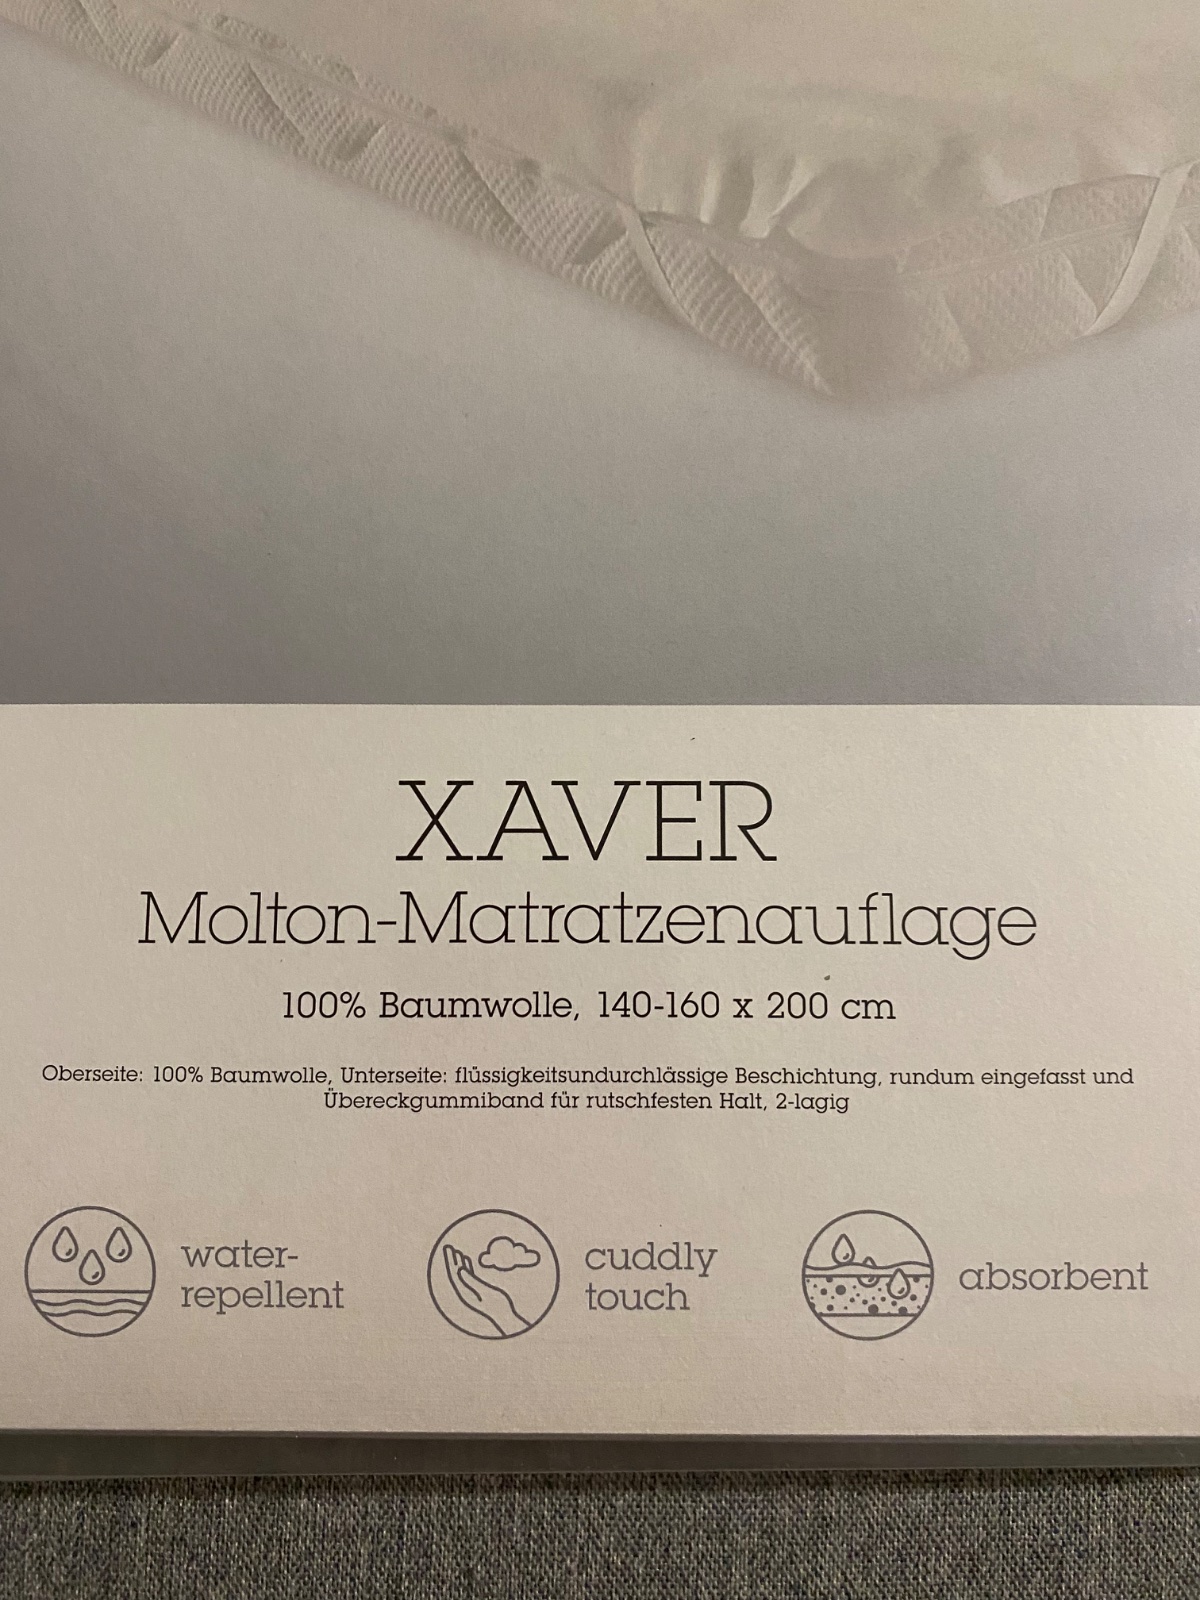 XAVER
Molton-Matratzenauflage
100% Baumwolle, 140-160 x 200 cm
Oberseite: 100% Baumwolle, Unterseite: flüssigkeitsundurchlässige Beschichtung, rundum eingefasst und
Übereckgummiband für rutschfesten Halt, 2-lagig
water-
repellent
cuddly
touch
absorbent